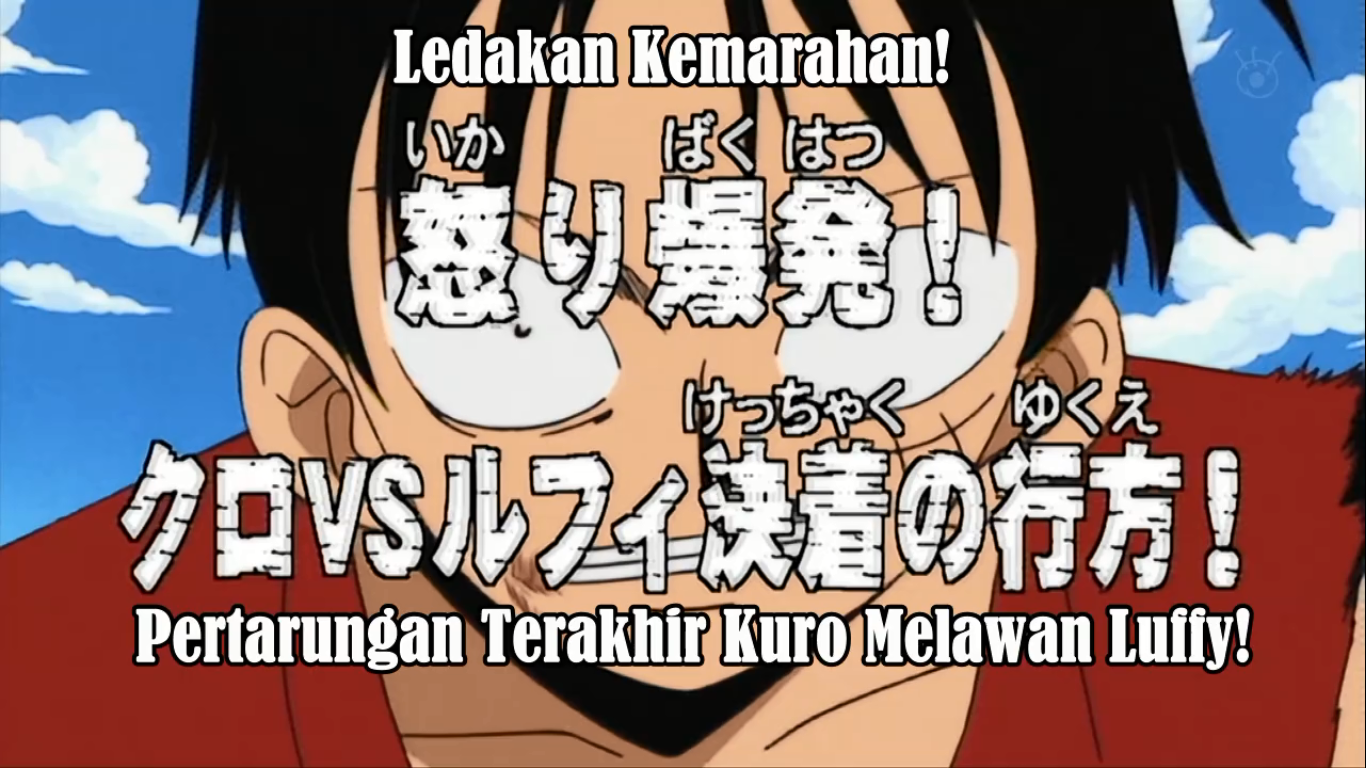 Ledakan Kemarahan!
いか ばく はつ
怒り爆発!
けっちゃく ゆくえ
クロVSルフィ決着の行方!
Pertarungan Terakhir Kuro Melawan Luffy!